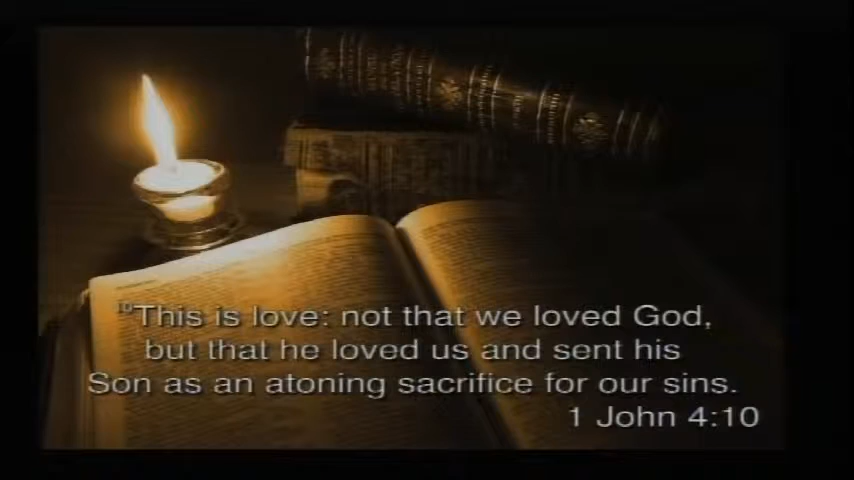 ¹⁰This is love: not that we loved God,
but that he loved us and sent his
Son as an atoning sacrifice for our sins.
1 John 4:10